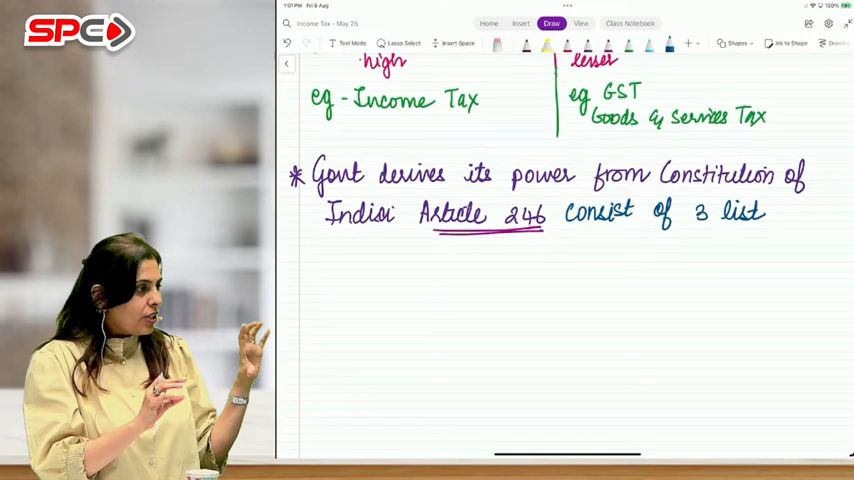 1:01 PM Fri 9 Aug
100%
SPC
Income Tax - May 25
Home Insert Draw View Class Notebook
Text Mode Lasso Select Insert Space Shapes Ink to Shape Drawing
high
lesser
eg - Income Tax
eg GST
Goods & Services Tax
* Govt derives its power from Constitution of
India Article 246 consist of 3 list